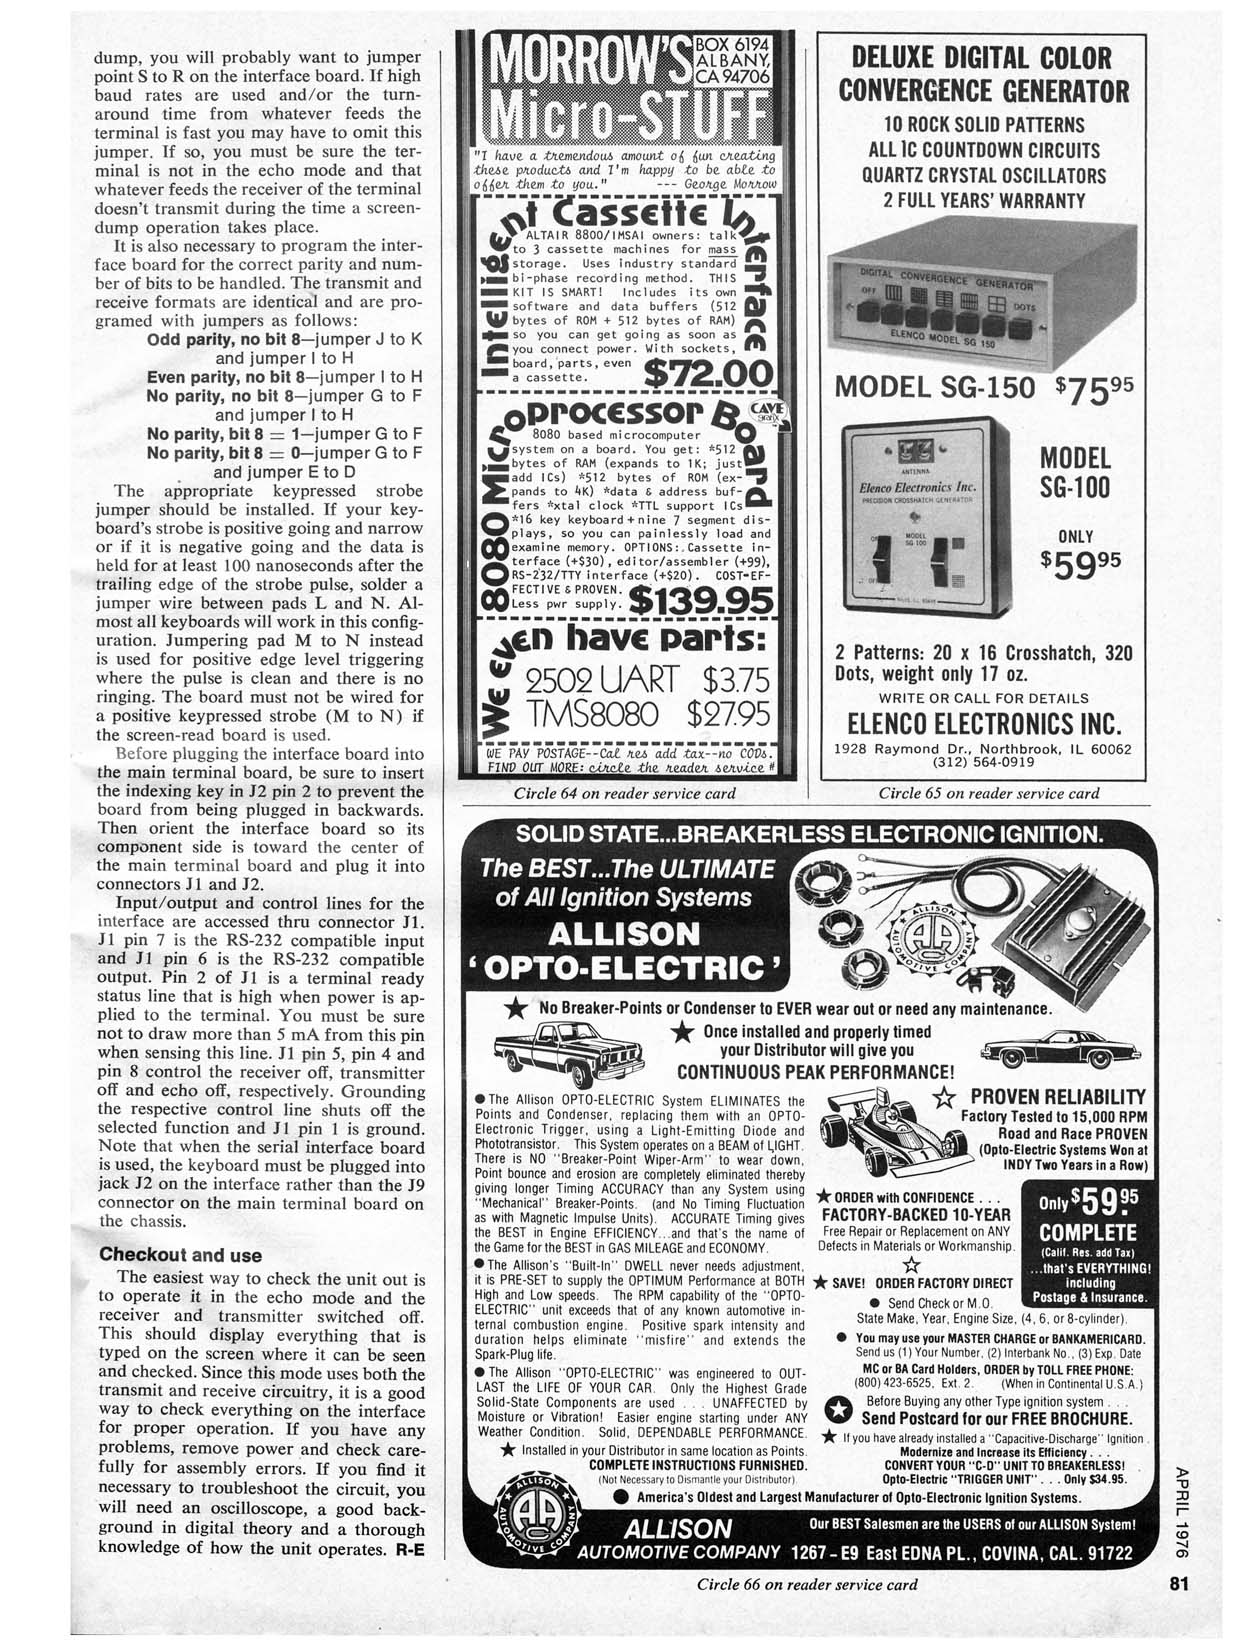 dump, you will probably want to jumper
point S to R on the interface board. If high
baud rates are used and/or the turn-
around time from whatever feeds the
terminal is fast you may have to omit this
jumper. If so, you must be sure the ter-
minal is not in the echo mode and that
whatever feeds the receiver of the terminal
doesn't transmit during the time a screen-
dump operation takes place.
It is also necessary to program the inter-
face board for the correct parity and num-
ber of bits to be handled. The transmit and
receive formats are identical and are pro-
gramed with jumpers as follows:
Odd parity, no bit 8—jumper J to K
and jumper I to H
Even parity, no bit 8—jumper I to H
No parity, no bit 8—jumper G to F
and jumper I to H
No parity, bit 8 = 1—jumper G to F
No parity, bit 8 = 0—jumper G to F
and jumper E to D
The appropriate keypressed strobe
jumper should be installed. If your key-
board's strobe is positive going and narrow
or if it is negative going and the data is
held for at least 100 nanoseconds after the
trailing edge of the strobe pulse, solder a
jumper wire between pads L and N. Al-
most all keyboards will work in this config-
uration. Jumpering pad M to N instead
is used for positive edge level triggering
where the pulse is clean and there is no
ringing. The board must not be wired for
a positive keypressed strobe (M to N) if
the screen-read board is used.
Before plugging the interface board into
the main terminal board, be sure to insert
the indexing key in J2 pin 2 to prevent the
board from being plugged in backwards.
Then orient the interface board so its
component side is toward the center of
the main terminal board and plug it into
connectors J1 and J2.
Input/output and control lines for the
interface are accessed thru connector J1.
J1 pin 7 is the RS-232 compatible input
and J1 pin 6 is the RS-232 compatible
output. Pin 2 of J1 is a terminal ready
status line that is high when power is ap-
plied to the terminal. You must be sure
not to draw more than 5 mA from this pin
when sensing this line. J1 pin 5, pin 4 and
pin 8 control the receiver off, transmitter
off and echo off, respectively. Grounding
the respective control line shuts off the
selected function and J1 pin 1 is ground.
Note that when the serial interface board
is used, the keyboard must be plugged into
jack J2 on the interface rather than the J9
connector on the main terminal board on
the chassis.
Checkout and use
The easiest way to check the unit out is
to operate it in the echo mode and the
receiver and transmitter switched off.
This should display everything that is
typed on the screen where it can be seen
and checked. Since this mode uses both the
transmit and receive circuitry, it is a good
way to check everything on the interface
for proper operation. If you have any
problems, remove power and check care-
fully for assembly errors. If you find it
necessary to troubleshoot the circuit, you
will need an oscilloscope, a good back-
ground in digital theory and a thorough
knowledge of how the unit operates. R-E
MORROW'S
Micro-STUFF
BOX 6194
ALBANY,
CA 94706
"I have a tremendous amount of fun creating
these products and I'm happy to be able to
offer them to you." --- George Morrow
Intelligent Cassette Interface
ALTAIR 8800/IMSAI owners: talk
to 3 cassette machines for mass
storage. Uses industry standard
bi-phase recording method. THIS
KIT IS SMART! Includes its own
software and data buffers (512
bytes of ROM + 512 bytes of RAM)
so you can get going as soon as
you connect power. With sockets,
board, parts, even
a cassette. $72.00
8080 Microprocessor Board
CAVE
grafix
8080 based microcomputer
system on a board. You get: *512
bytes of RAM (expands to 1K; just
add ICs) *512 bytes of ROM (ex-
pands to 4K) *data & address buf-
fers *xtal clock *TTL support ICs
*16 key keyboard+nine 7 segment dis-
plays, so you can painlessly load and
examine memory. OPTIONS: Cassette in-
terface (+$30), editor/assembler (+99),
RS-232/TTY interface (+$20). COST-EF-
FECTIVE & PROVEN.
Less pwr supply. $139.95
We even have parts:
2502 UART $3.75
TMS8080 $27.95
WE PAY POSTAGE--Cal res add tax--no CODs.
FIND OUT MORE: circle the reader service #
Circle 64 on reader service card
DELUXE DIGITAL COLOR
CONVERGENCE GENERATOR
10 ROCK SOLID PATTERNS
ALL IC COUNTDOWN CIRCUITS
QUARTZ CRYSTAL OSCILLATORS
2 FULL YEARS' WARRANTY
DIGITAL CONVERGENCE GENERATOR
OFF
DOTS
ELENCO MODEL SG 150
MODEL SG-150 $75.95
ANTENNA
Elenco Electronics Inc.
PRECISION CROSSHATCH GENERATOR
MODEL
SG 100
OFF
MODEL
SG-100
ONLY
$59.95
2 Patterns: 20 x 16 Crosshatch, 320
Dots, weight only 17 oz.
WRITE OR CALL FOR DETAILS
ELENCO ELECTRONICS INC.
1928 Raymond Dr., Northbrook, IL 60062
(312) 564-0919
Circle 65 on reader service card
SOLID STATE...BREAKERLESS ELECTRONIC IGNITION.
The BEST...The ULTIMATE
of All Ignition Systems
ALLISON
'OPTO-ELECTRIC'
ALLISON
AUTOMOTIVE COMPANY
★ No Breaker-Points or Condenser to EVER wear out or need any maintenance.
★ Once installed and properly timed
your Distributor will give you
CONTINUOUS PEAK PERFORMANCE!
● The Allison OPTO-ELECTRIC System ELIMINATES the
Points and Condenser, replacing them with an OPTO-
Electronic Trigger, using a Light-Emitting Diode and
Phototransistor. This System operates on a BEAM of LIGHT.
There is NO "Breaker-Point Wiper-Arm" to wear down,
Point bounce and erosion are completely eliminated thereby
giving longer Timing ACCURACY than any System using
"Mechanical" Breaker-Points. (and No Timing Fluctuation
as with Magnetic Impulse Units). ACCURATE Timing gives
the BEST in Engine EFFICIENCY...and that's the name of
the Game for the BEST in GAS MILEAGE and ECONOMY.
● The Allison's "Built-In" DWELL never needs adjustment,
it is PRE-SET to supply the OPTIMUM Performance at BOTH
High and Low speeds. The RPM capability of the "OPTO-
ELECTRIC" unit exceeds that of any known automotive in-
ternal combustion engine. Positive spark intensity and
duration helps eliminate "misfire" and extends the
Spark-Plug life.
● The Allison "OPTO-ELECTRIC" was engineered to OUT-
LAST the LIFE OF YOUR CAR. Only the Highest Grade
Solid-State Components are used . . . UNAFFECTED by
Moisture or Vibration! Easier engine starting under ANY
Weather Condition. Solid, DEPENDABLE PERFORMANCE.
★ Installed in your Distributor in same location as Points.
COMPLETE INSTRUCTIONS FURNISHED.
(Not Necessary to Dismantle your Distributor).
☆ PROVEN RELIABILITY
Factory Tested to 15,000 RPM
Road and Race PROVEN
(Opto-Electric Systems Won at
INDY Two Years in a Row)
1
★ ORDER with CONFIDENCE . . .
FACTORY-BACKED 10-YEAR
Free Repair or Replacement on ANY
Defects in Materials or Workmanship.
☆
Only $59.95
COMPLETE
(Calif. Res. add Tax)
...that's EVERYTHING!
including
Postage & Insurance.
★ SAVE! ORDER FACTORY DIRECT
● Send Check or M.O.
State Make, Year, Engine Size, (4, 6, or 8-cylinder).
● You may use your MASTER CHARGE or BANKAMERICARD.
Send us (1) Your Number, (2) Interbank No., (3) Exp. Date
MC or BA Card Holders, ORDER by TOLL FREE PHONE:
(800) 423-6525, Ext. 2. (When in Continental U.S.A.)
✪ Before Buying any other Type ignition system . . .
Send Postcard for our FREE BROCHURE.
★ If you have already installed a "Capacitive-Discharge" Ignition
Modernize and Increase its Efficiency . . .
CONVERT YOUR "C-D" UNIT TO BREAKERLESS!
Opto-Electric "TRIGGER UNIT" . . . Only $34.95.
● America's Oldest and Largest Manufacturer of Opto-Electronic Ignition Systems.
ALLISON
AUTOMOTIVE COMPANY
ALLISON Our BEST Salesmen are the USERS of our ALLISON System!
AUTOMOTIVE COMPANY 1267 - E9 East EDNA PL., COVINA, CAL. 91722
Circle 66 on reader service card
APRIL 1976
81